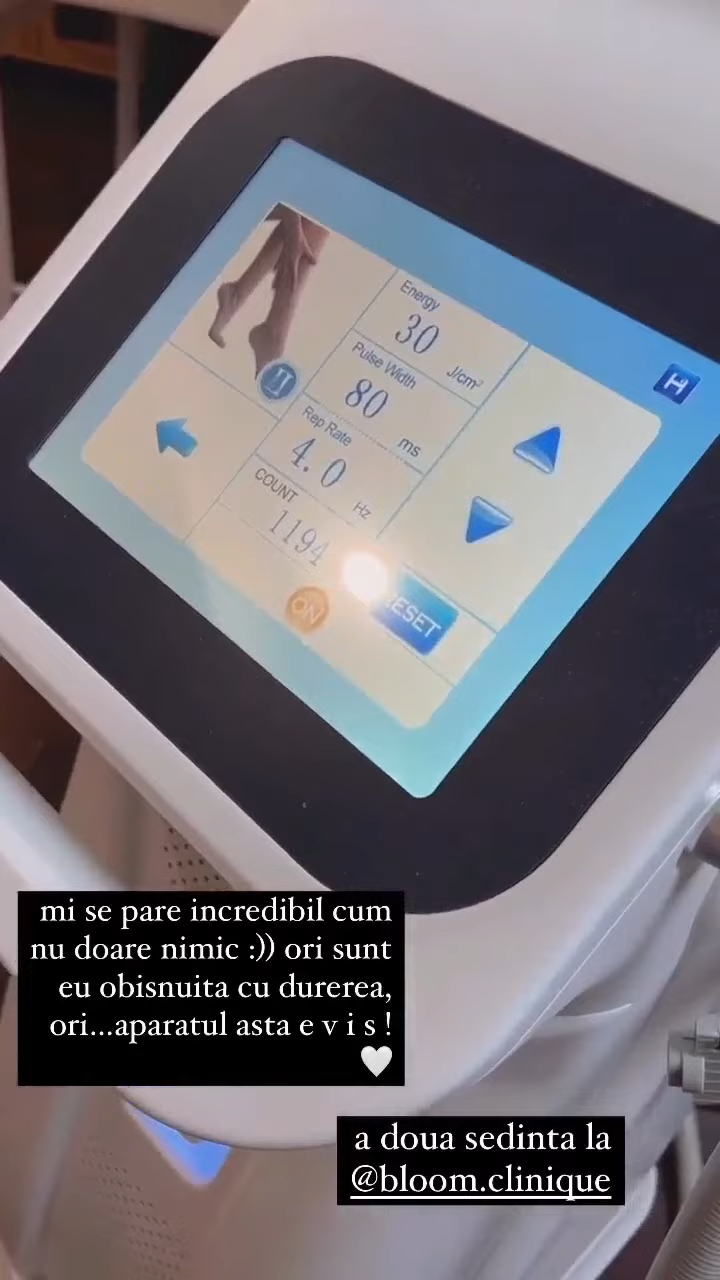 Energy
30
J/cm²
Pulse Width
80
ms
Rep Rate
4.0
Hz
COUNT
1194
ON
RESET
H
mi se pare incredibil cum
nu doare nimic :)) ori sunt
eu obisnuita cu durerea,
ori...aparatul asta e v i s !
🤍
a doua sedinta la
@bloom.clinique